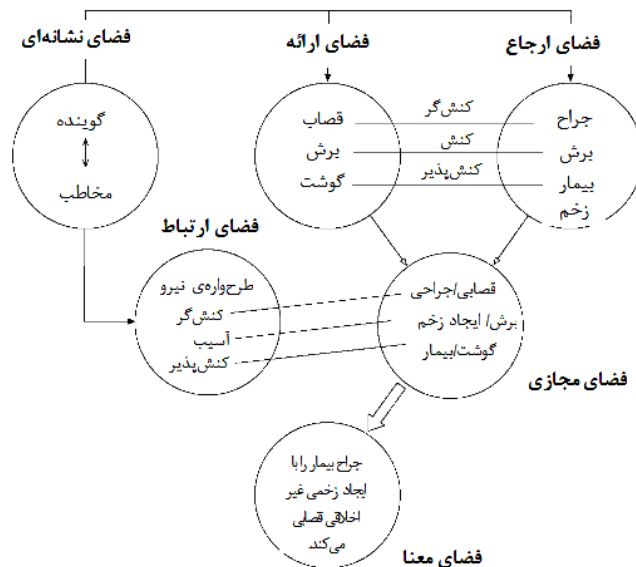 فضای ارجاع
فضای ارائه
فضای نشانه‌ای
جراح
برش
بیمار
زخم
کنش‌گر
کنش
کنش‌پذیر
قصاب
برش
گوشت
گوینده
مخاطب
فضای ارتباط
طرح‌واره‌ی نیرو
کنش‌گر
آسیب
کنش‌پذیر
قصابی/جراحی
برش/ ایجاد زخم
گوشت/بیمار
فضای مجازی
جراح بیمار را با
ایجاد زخمی غیر
اخلاقی قصابی
می‌کند.
فضای معنا